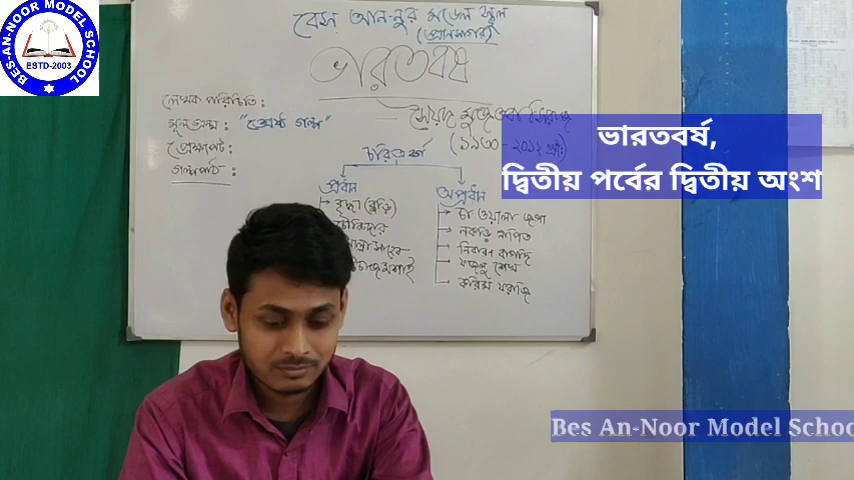 BES-AN-NOOR MODEL SCHOOL
ESTD-2003
বেস আন-নুর মডেল স্কুল
ভারতবর্ষ
সৈয়দ মুস্তাফা সিরাজ
(১৯৩০ - ২০১২ খ্রীঃ)
লেখক পরিচিতি :
মূলগ্রন্থ : "শ্রেষ্ঠ গল্প"
প্রেক্ষাপট:
গল্পপাঠ :
চরিত্র
প্রধান
বৃদ্ধা (বুড়ি)
চৌকিদার
অপ্রধান
চা ওয়ালা জগা
নকড়ি নাপিত
নিবারণ বাগদি
ফজলু শেখ
করিম ফরাজি
ভারতবর্ষ,
দ্বিতীয় পর্বের দ্বিতীয় অংশ
Bes An-Noor Model Schoo